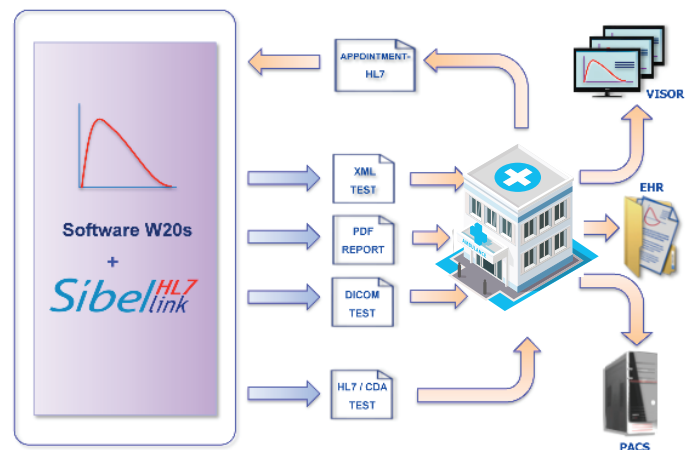 APPOINTMENT-
HL7
VISOR
XML
TEST
EHR
Software W20s
+
Sibel HL7
link
PDF
REPORT
AMBULANCE
DICOM
TEST
HL7 / CDA
TEST
PACS